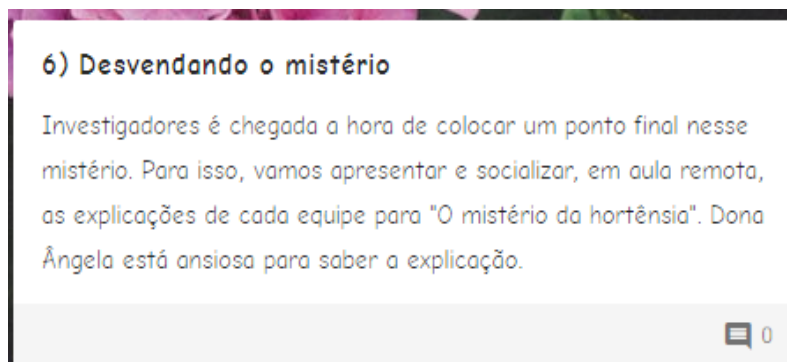 6) Desvendando o mistério
Investigadores é chegada a hora de colocar um ponto final nesse
mistério. Para isso, vamos apresentar e socializar, em aula remota,
as explicações de cada equipe para "O mistério da hortênsia". Dona
Ângela está ansiosa para saber a explicação.
0